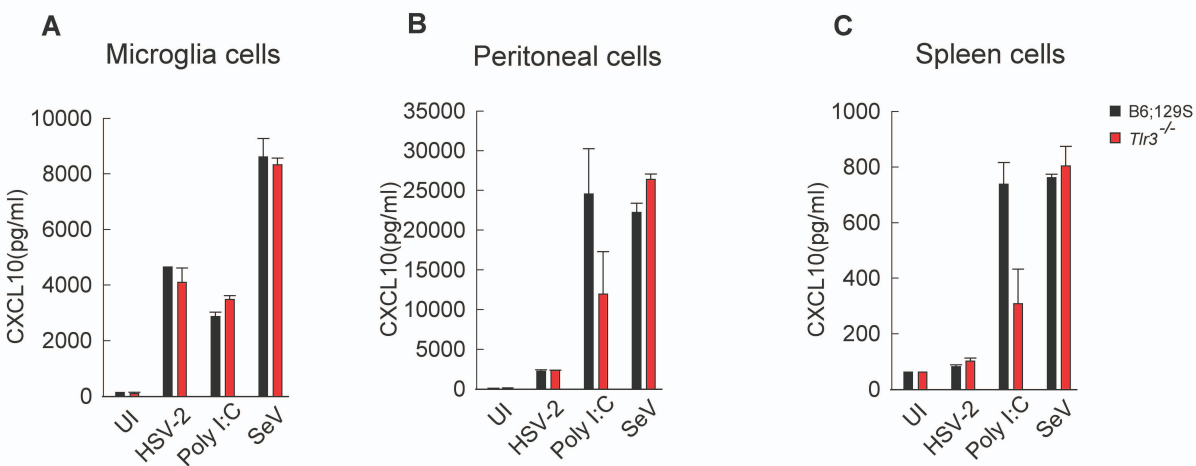 A
Microglia cells
CXCL10(pg/ml)
10000
8000
6000
4000
2000
0
UI
HSV-2
Poly I:C
SeV
B
Peritoneal cells
CXCL10(pg/ml)
35000
30000
25000
20000
15000
10000
5000
0
UI
HSV-2
Poly I:C
SeV
C
Spleen cells
CXCL10(pg/ml)
1000
800
600
400
200
0
UI
HSV-2
Poly I:C
SeV
B6;129S
Tlr3-/-